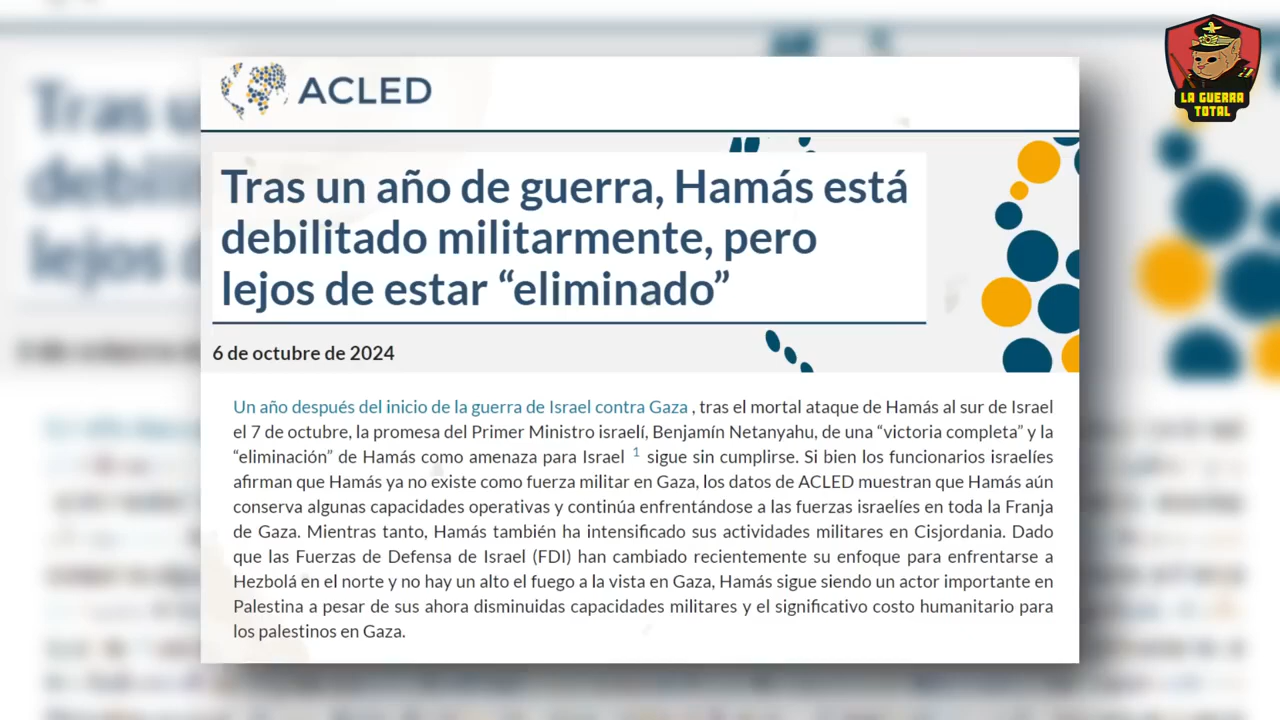 ACLED
LA GUERRA
TOTAL
Tras un año de guerra, Hamás está
debilitado militarmente, pero
lejos de estar “eliminado”
6 de octubre de 2024
Un año después del inicio de la guerra de Israel contra Gaza , tras el mortal ataque de Hamás al sur de Israel
el 7 de octubre, la promesa del Primer Ministro israelí, Benjamín Netanyahu, de una “victoria completa” y la
“eliminación” de Hamás como amenaza para Israel 1 sigue sin cumplirse. Si bien los funcionarios israelíes
afirman que Hamás ya no existe como fuerza militar en Gaza, los datos de ACLED muestran que Hamás aún
conserva algunas capacidades operativas y continúa enfrentándose a las fuerzas israelíes en toda la Franja
de Gaza. Mientras tanto, Hamás también ha intensificado sus actividades militares en Cisjordania. Dado
que las Fuerzas de Defensa de Israel (FDI) han cambiado recientemente su enfoque para enfrentarse a
Hezbolá en el norte y no hay un alto el fuego a la vista en Gaza, Hamás sigue siendo un actor importante en
Palestina a pesar de sus ahora disminuidas capacidades militares y el significativo costo humanitario para
los palestinos en Gaza.